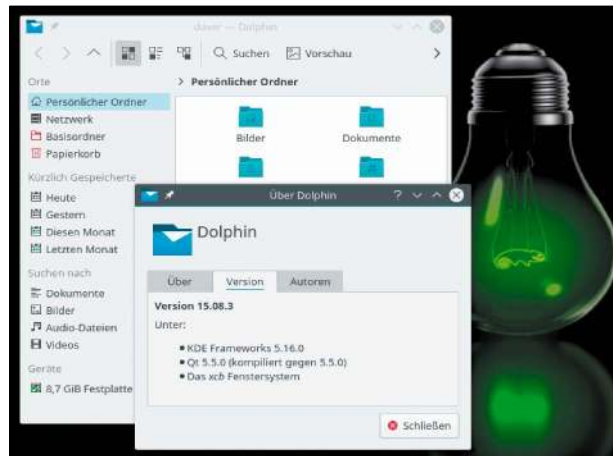 daver — Dolphin
Suchen
Vorschau
Orte
Persönlicher Ordner
Netzwerk
Basisordner
Papierkorb
Kürzlich Gespeicherte
Heute
Gestern
Diesen Monat
Letzten Monat
Suchen nach
Dokumente
Bilder
Audio-Dateien
Videos
Geräte
8,7 GiB Festplatte
> Persönlicher Ordner
Bilder
Dokumente
Über Dolphin
Dolphin
Über
Version
Autoren
Version 15.08.3
Unter:
• KDE Frameworks 5.16.0
• Qt 5.5.0 (kompiliert gegen 5.5.0)
• Das xcb Fenstersystem
Schließen